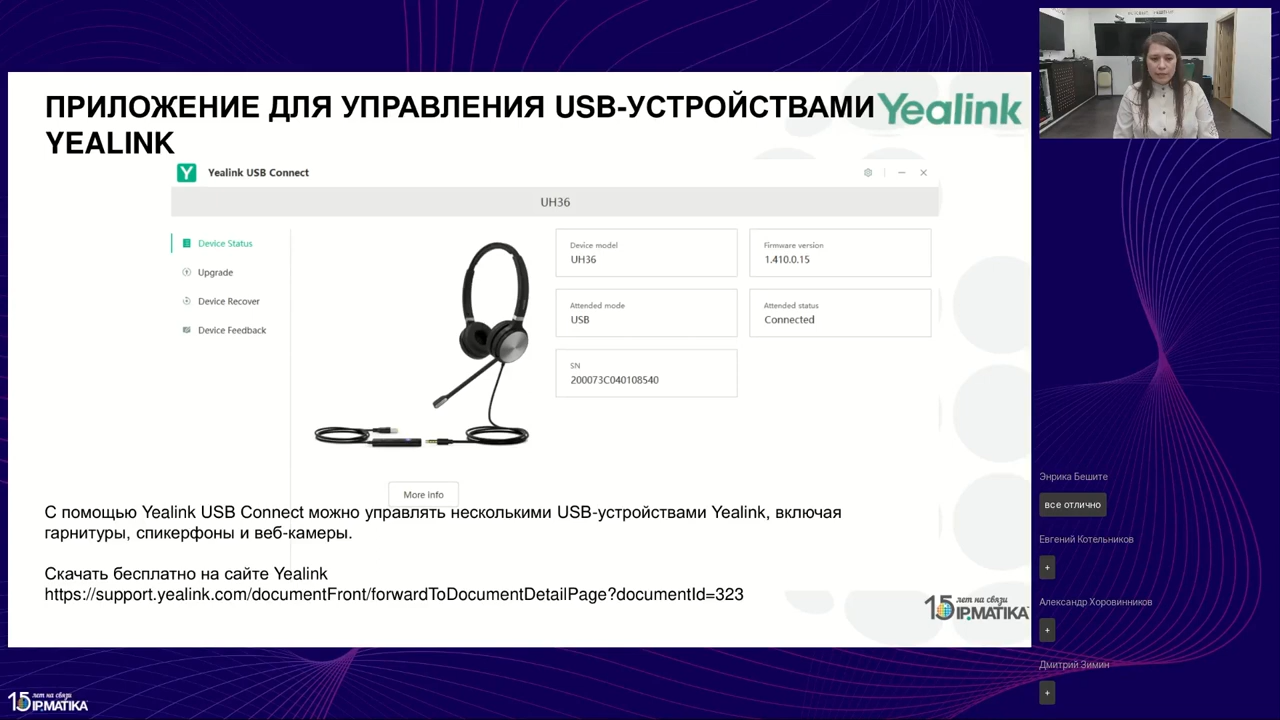 ПРИЛОЖЕНИЕ ДЛЯ УПРАВЛЕНИЯ USB-УСТРОЙСТВАМИ
YEALINK
Yealink
Y
Yealink USB Connect
UH36
Device Status
Upgrade
Device Recover
Device Feedback
Device model
UH36
Firmware version
1.410.0.15
Attended mode
USB
Attended status
Connected
SN
200073C040108540
More info
С помощью Yealink USB Connect можно управлять несколькими USB-устройствами Yealink, включая
гарнитуры, спикерфоны и веб-камеры.
Скачать бесплатно на сайте Yealink
https://support.yealink.com/documentFront/forwardToDocumentDetailPage?documentId=323
15 лет на связи
IPMATIKA
Энрика Бешите
все отлично
Евгений Котельников
+
Александр Хоровинников
+
Дмитрий Зимин
+
15 лет на связи
IPMATIKA